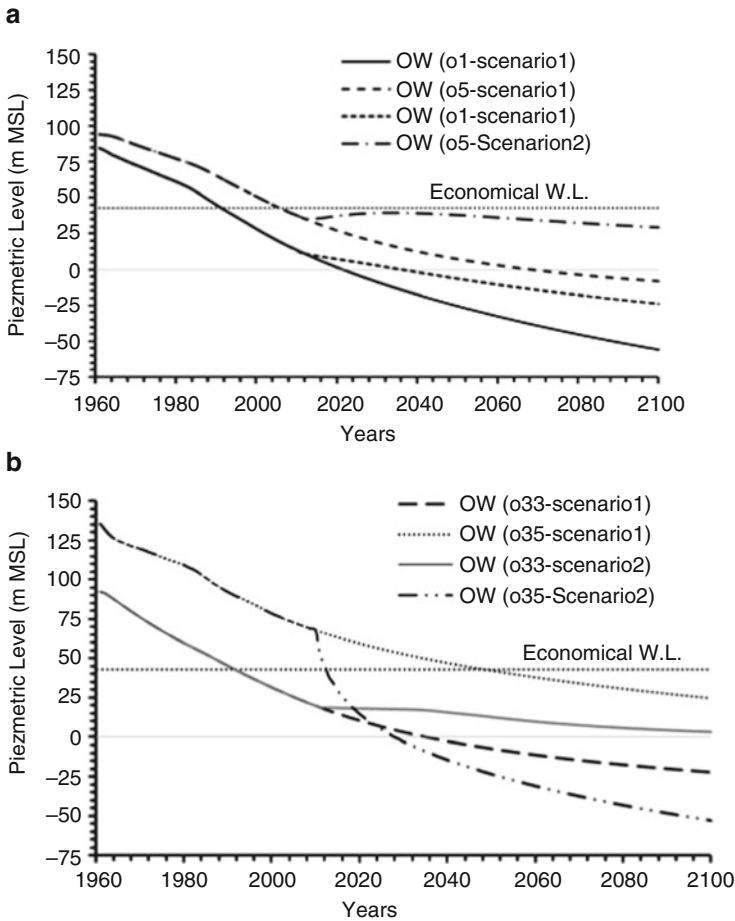 a
150
125
100
75
50
25
0
−25
−50
−75
Piezmetric Level (m MSL)
OW (o1-scenario1)
OW (o5-scenario1)
OW (o1-scenario1)
OW (o5-Scenarion2)
Economical W.L.
1960 1980 2000 2020 2040 2060 2080 2100
Years
b
150
125
100
75
50
25
0
−25
−50
−75
Piezmetric Level (m MSL)
OW (o33-scenario1)
OW (o35-scenario1)
OW (o33-scenario2)
OW (o35-Scenario2)
Economical W.L.
1960 1980 2000 2020 2040 2060 2080 2100
Years